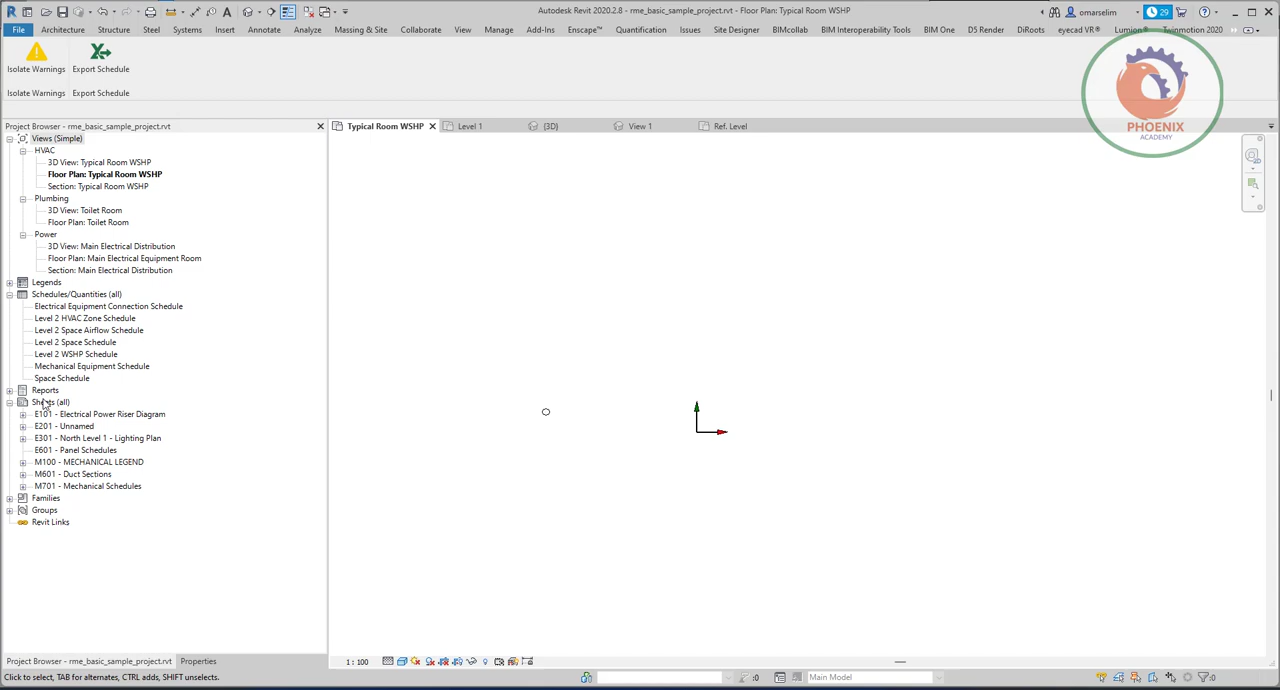 Autodesk Revit 2020.2.8 - rme_basic_sample_project.rvt - Floor Plan: Typical Room WSHP
omarselim
29
File Architecture Structure Steel Systems Insert Annotate Analyze Massing & Site Collaborate View Manage Add-Ins Enscape™ Quantification Issues Site Designer BIMcollab BIM Interoperability Tools BIM One D5 Render DiRoots eyecad VR® Lumion® Twinmotion 2020
Isolate Warnings Export Schedule
Isolate Warnings Export Schedule
PHOENIX
ACADEMY
Project Browser - rme_basic_sample_project.rvt
Typical Room WSHP Level 1 {3D} View 1 Ref. Level
Views (Simple)
HVAC
3D View: Typical Room WSHP
Floor Plan: Typical Room WSHP
Section: Typical Room WSHP
Plumbing
3D View: Toilet Room
Floor Plan: Toilet Room
Power
3D View: Main Electrical Distribution
Floor Plan: Main Electrical Equipment Room
Section: Main Electrical Distribution
Legends
Schedules/Quantities (all)
Electrical Equipment Connection Schedule
Level 2 HVAC Zone Schedule
Level 2 Space Airflow Schedule
Level 2 Space Schedule
Level 2 WSHP Schedule
Mechanical Equipment Schedule
Space Schedule
Reports
Sheets (all)
E101 - Electrical Power Riser Diagram
E201 - Unnamed
E301 - North Level 1 - Lighting Plan
E601 - Panel Schedules
M100 - MECHANICAL LEGEND
M601 - Duct Sections
M701 - Mechanical Schedules
Families
Groups
Revit Links
Project Browser - rme_basic_sample_project.rvt Properties
1 : 100
Click to select, TAB for alternates, CTRL adds, SHIFT unselects.
:0
Main Model
:0